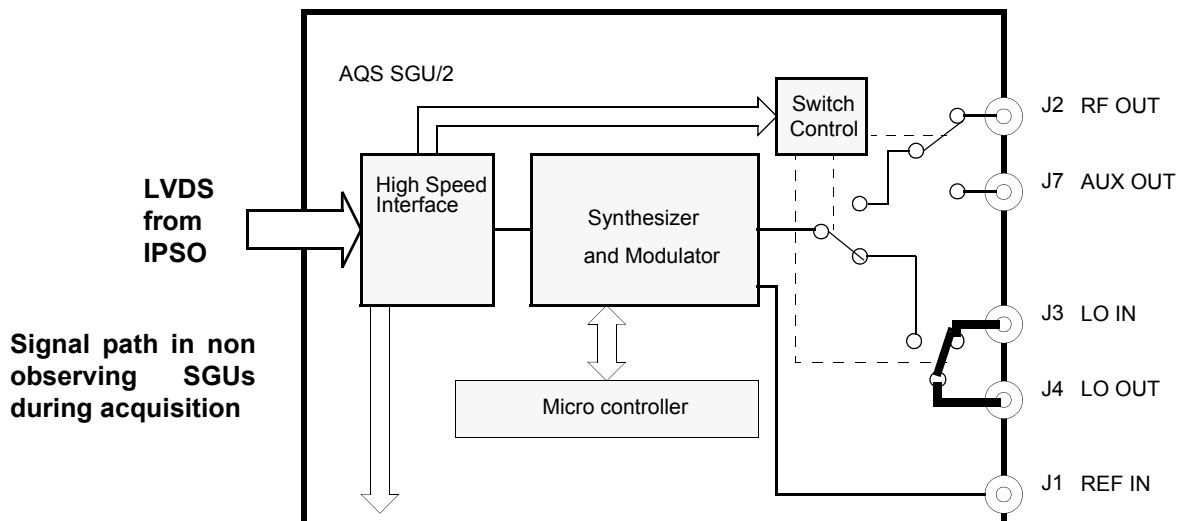 AQS SGU/2
Switch
Control
J2 RF OUT
J7 AUX OUT
High Speed
Interface
LVDS
from
IPSO
Synthesizer
and Modulator
J3 LO IN
Signal path in non
observing SGUs
during acquisition
Micro controller
J4 LO OUT
J1 REF IN